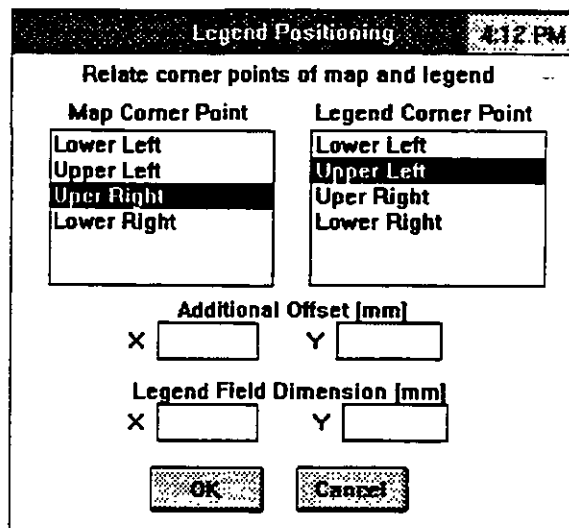 Legend Positioning 4:12 PM
Relate corner points of map and legend
Map Corner Point Legend Corner Point
Lower Left Lower Left
Upper Left Upper Left
Uper Right Uper Right
Lower Right Lower Right
Additional Offset [mm]
X Y
Legend Field Dimension [mm]
X Y
OK Cancel